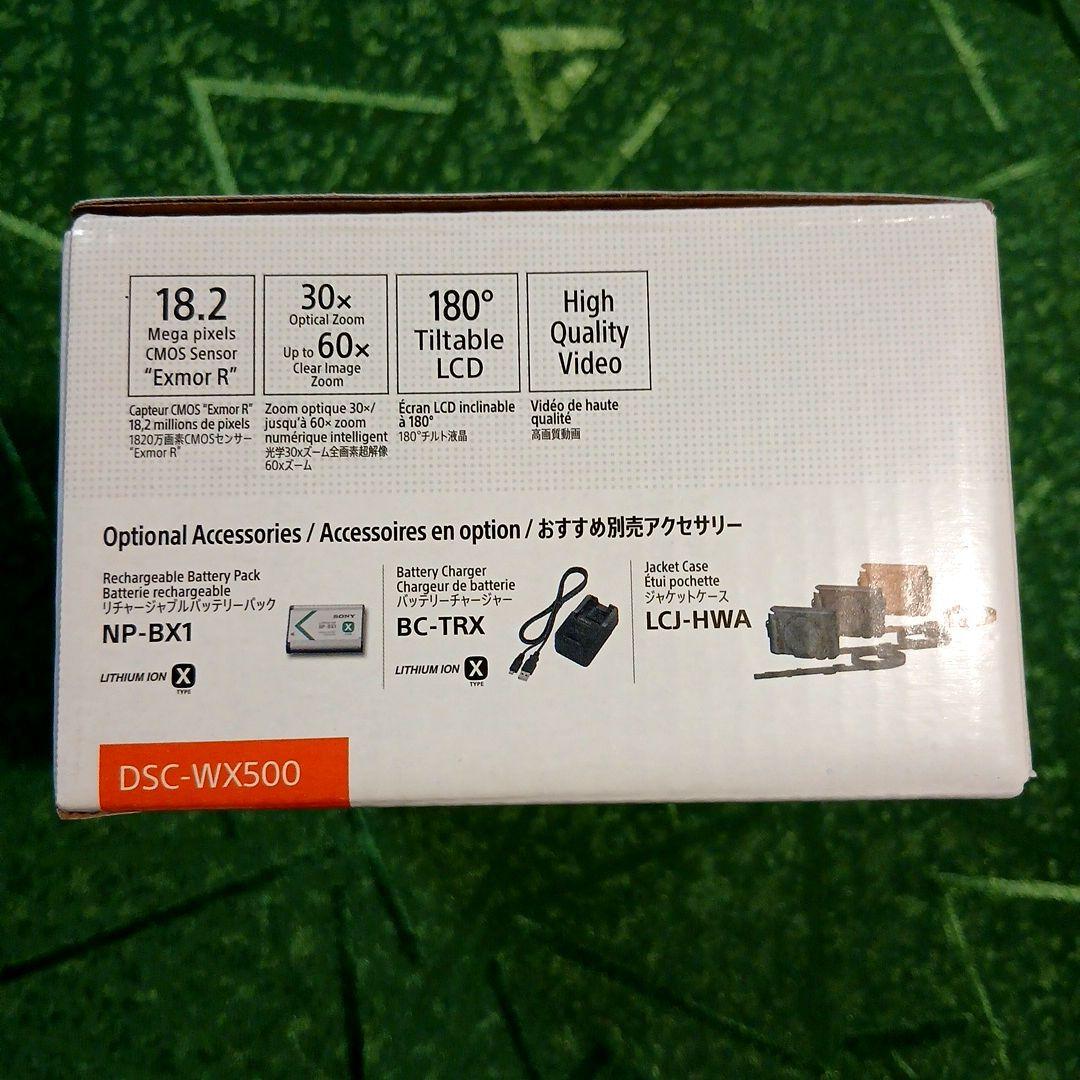 18.2
Mega pixels
CMOS Sensor
“Exmor R”
Capteur CMOS “Exmor R”
18,2 millions de pixels
1820万画素CMOSセンサー
“Exmor R”
30×
Optical Zoom
Up to 60×
Clear Image
Zoom
Zoom optique 30×/
jusqu'à 60× zoom
numérique intelligent
光学30xズーム全画素超解像
60xズーム
180°
Tiltable
LCD
Écran LCD inclinable
à 180°
180°チルト液晶
High
Quality
Video
Vidéo de haute
qualité
高画質動画
Optional Accessories / Accessoires en option / おすすめ別売アクセサリー
Rechargeable Battery Pack
Batterie rechargeable
リチャージャブルバッテリーパック
NP-BX1
LITHIUM ION X
TYPE
SONY
NP-BX1
X
Battery Charger
Chargeur de batterie
バッテリーチャージャー
BC-TRX
LITHIUM ION X
TYPE
Jacket Case
Étui pochette
ジャケットケース
LCJ-HWA
DSC-WX500